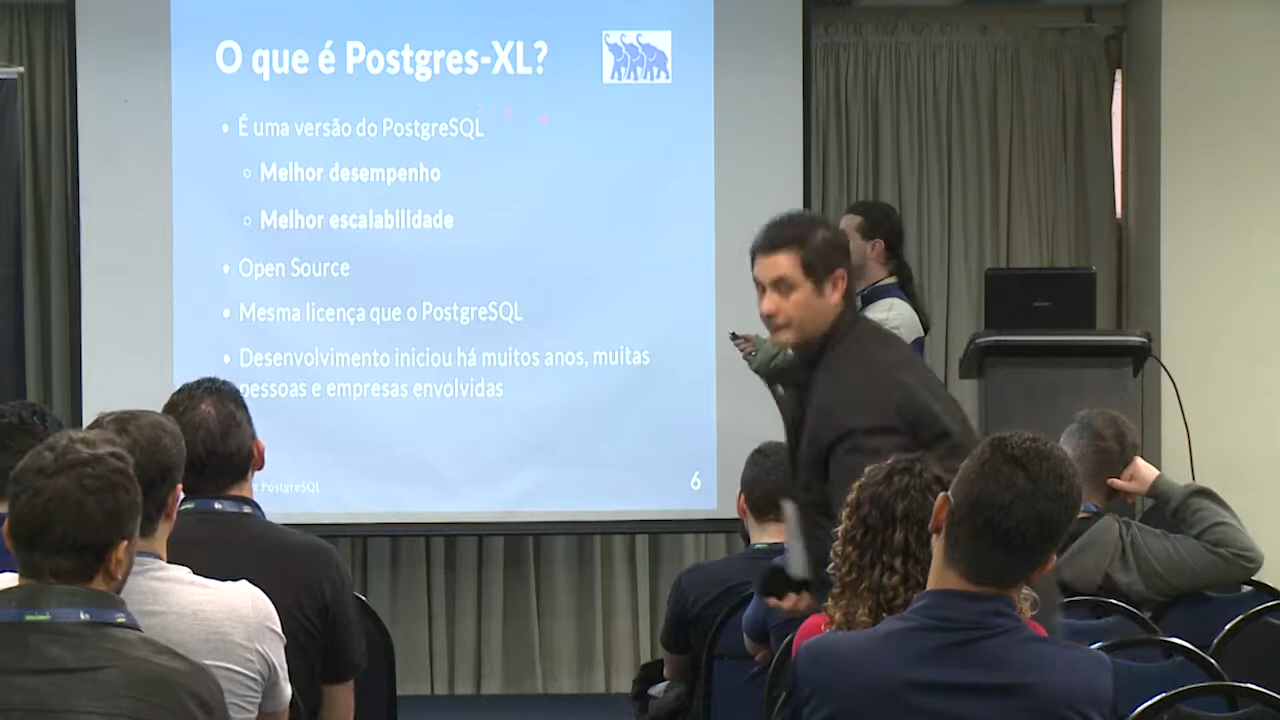 O que é Postgres-XL?
• É uma versão do PostgreSQL
○ Melhor desempenho
○ Melhor escalabilidade
• Open Source
• Mesma licença que o PostgreSQL
• Desenvolvimento iniciou há muitos anos, muitas
pessoas e empresas envolvidas
PostgreSQL
6